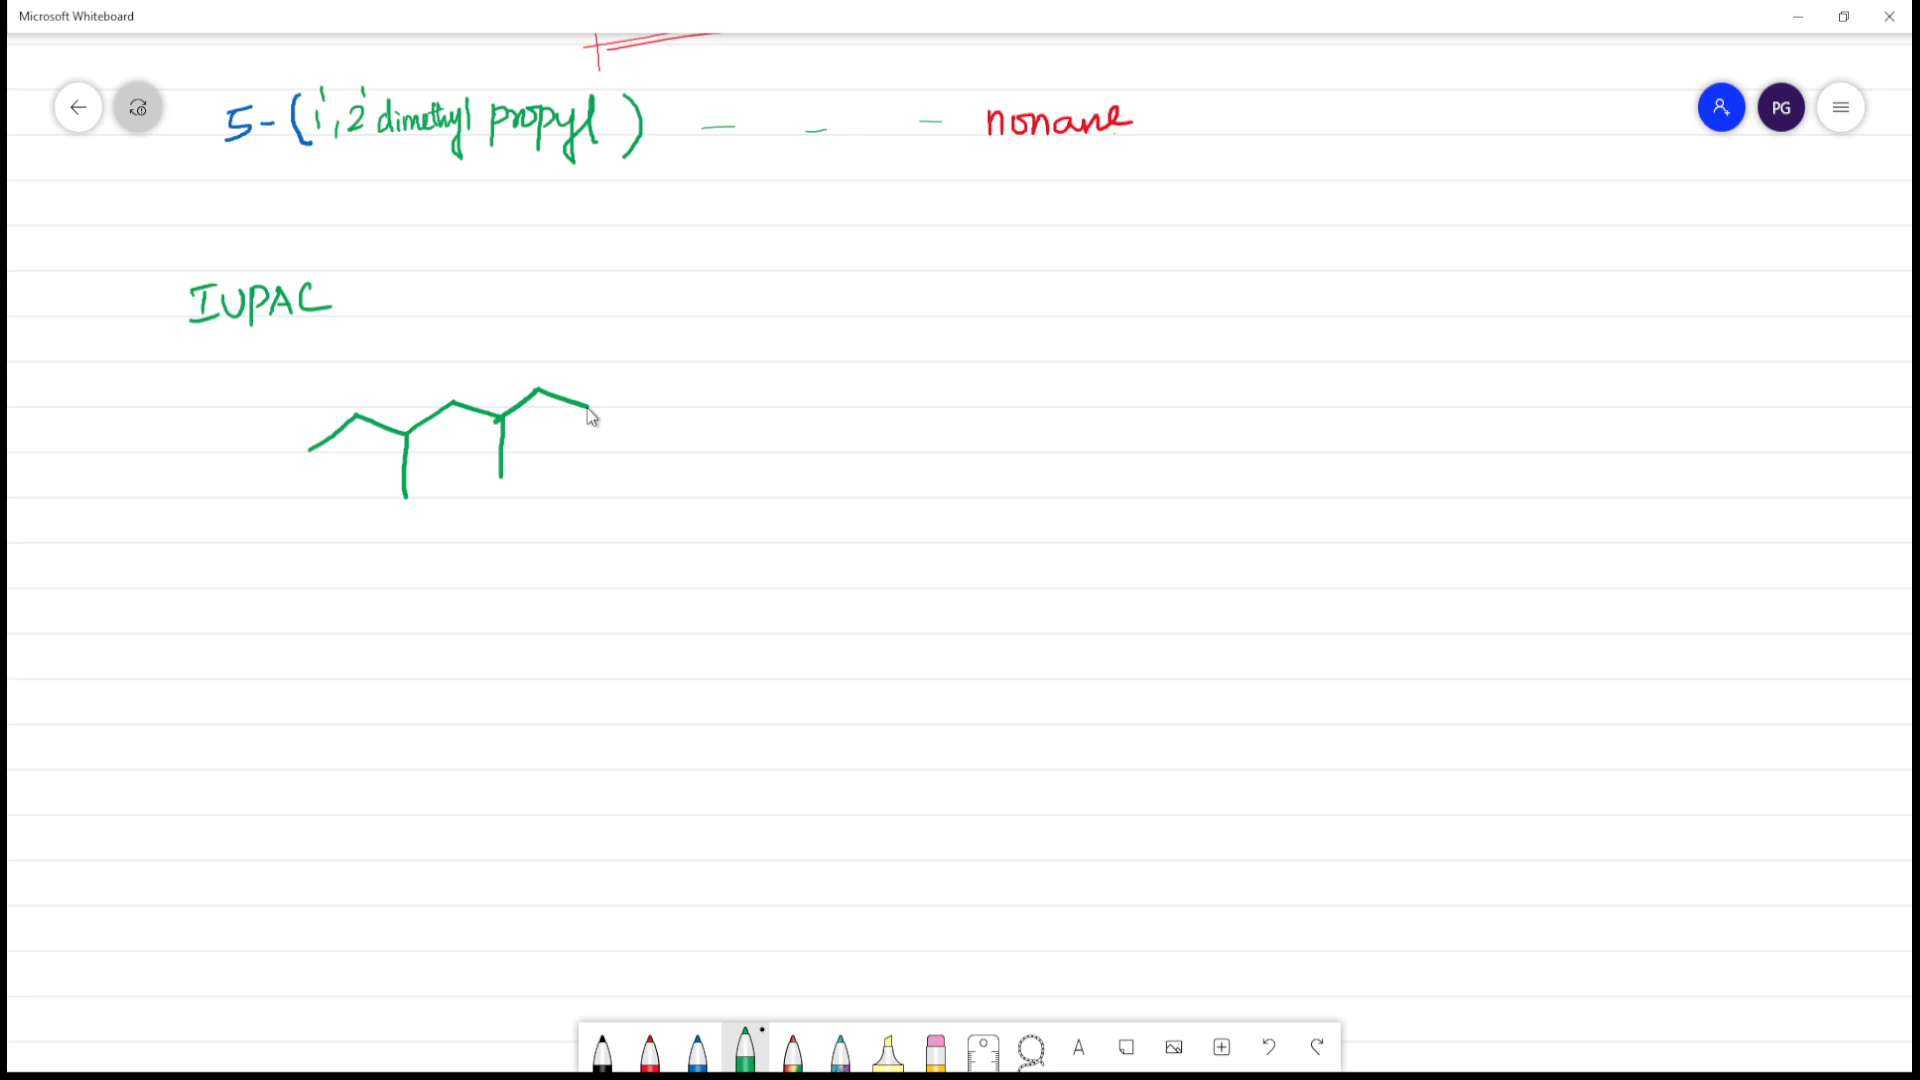 Microsoft Whiteboard
5-(1',2' dimethyl propyl) - - - nonane
PG
IUPAC
A